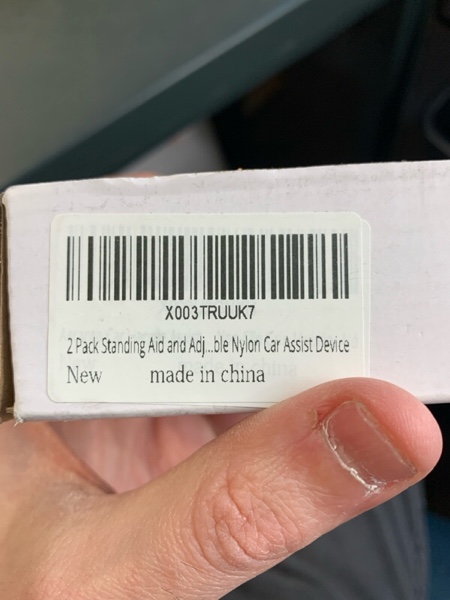 X003TRUUK7
2 Pack Standing Aid and Adj...ble Nylon Car Assist Device
New made in china